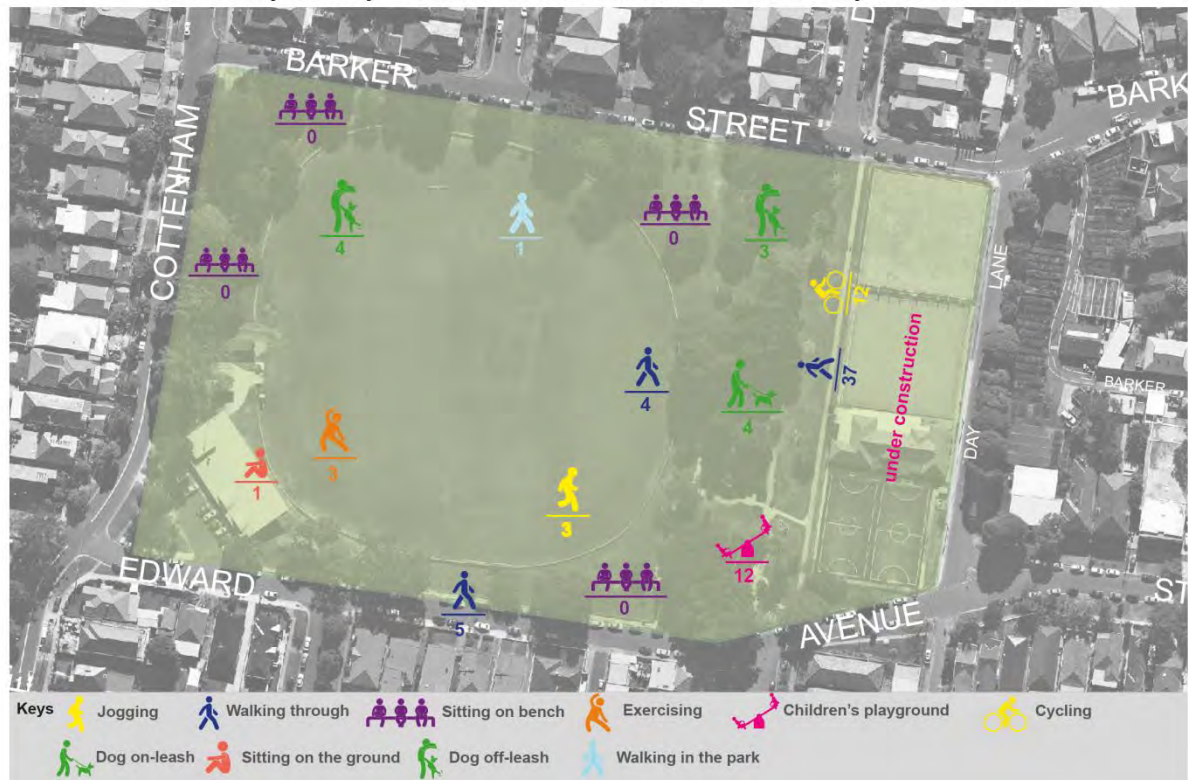 BARKER
STREET
BARK
D
COTTENHAM
0
4
1
0
3
0
12
LANE
under construction
4
37
BARKER
4
DAY
3
1
3
12
0
EDWARD
5
AVENUE
ST
Keys Jogging Walking through Sitting on bench Exercising Children's playground Cycling
Dog on-leash Sitting on the ground Dog off-leash Walking in the park